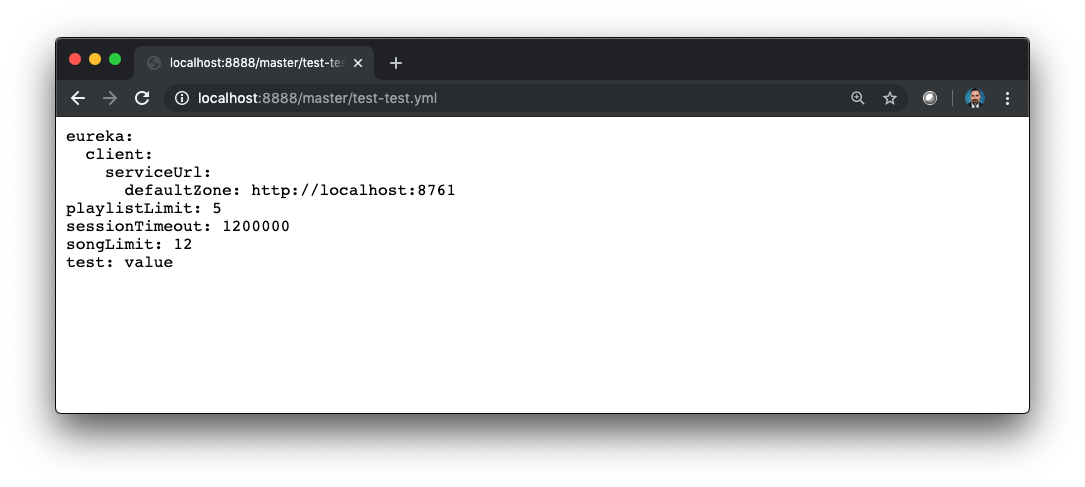 localhost:8888/master/test-tes
localhost:8888/master/test-test.yml
eureka:
  client:
    serviceUrl:
      defaultZone: http://localhost:8761
playlistLimit: 5
sessionTimeout: 1200000
songLimit: 12
test: value